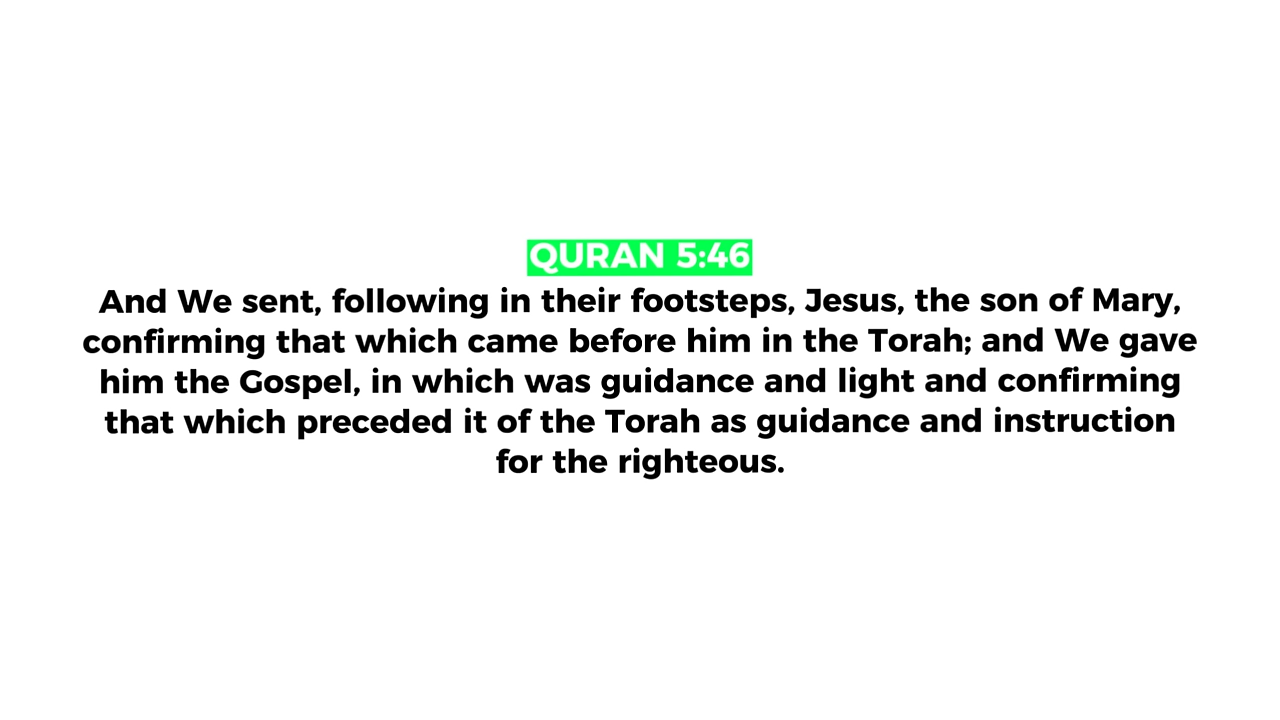 QURAN 5:46
And We sent, following in their footsteps, Jesus, the son of Mary,
confirming that which came before him in the Torah; and We gave
him the Gospel, in which was guidance and light and confirming
that which preceded it of the Torah as guidance and instruction
for the righteous.